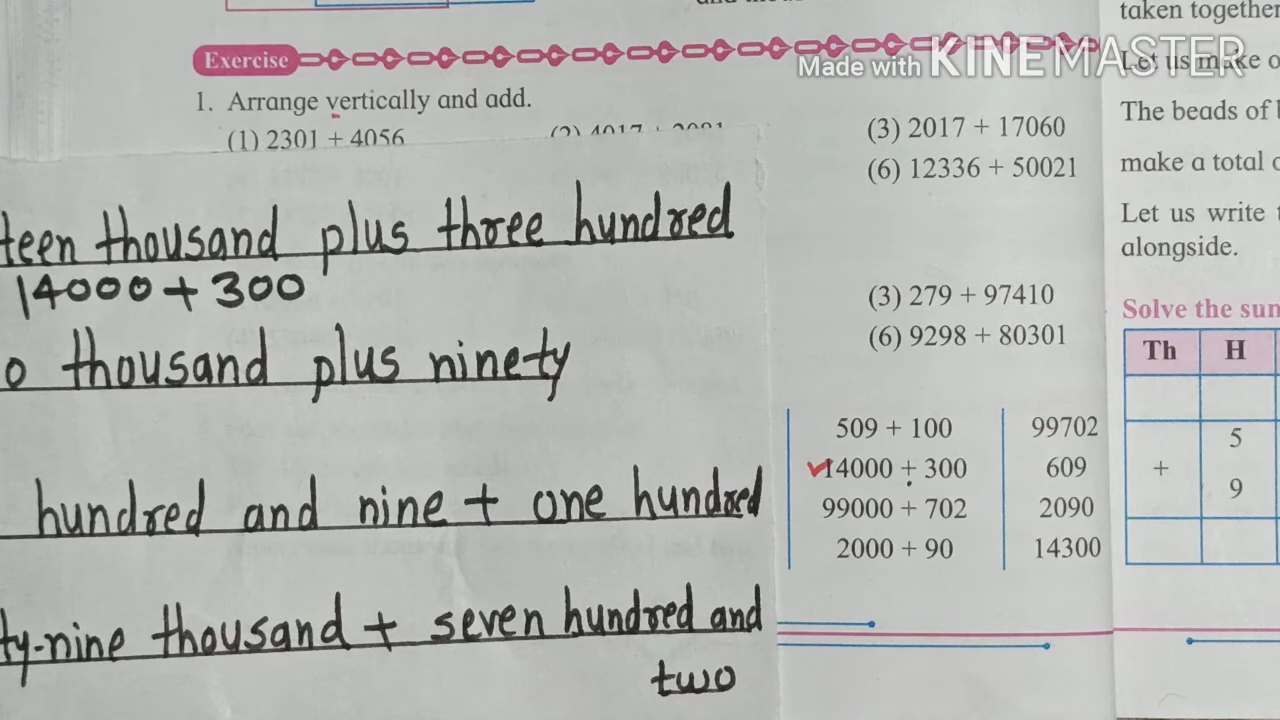 and
taken together
Exercise
Made with KINEMASTER
Let us make o
1. Arrange vertically and add.
The beads of
(1) 2301 + 4056
(2) 4017
(3) 2017 + 17060
(6) 12336 + 50021
make a total
Let us write
alongside.
teen thousand plus three hundred
14000 + 300
(3) 279 + 97410
(6) 9298 + 80301
Solve the sum
Th H
o thousand plus ninety
509 + 100 99702
14000 + 300 609
99000 + 702 2090
2000 + 90 14300
5
+
9
hundred and nine + one hundred
ty-nine thousand + seven hundred and
two